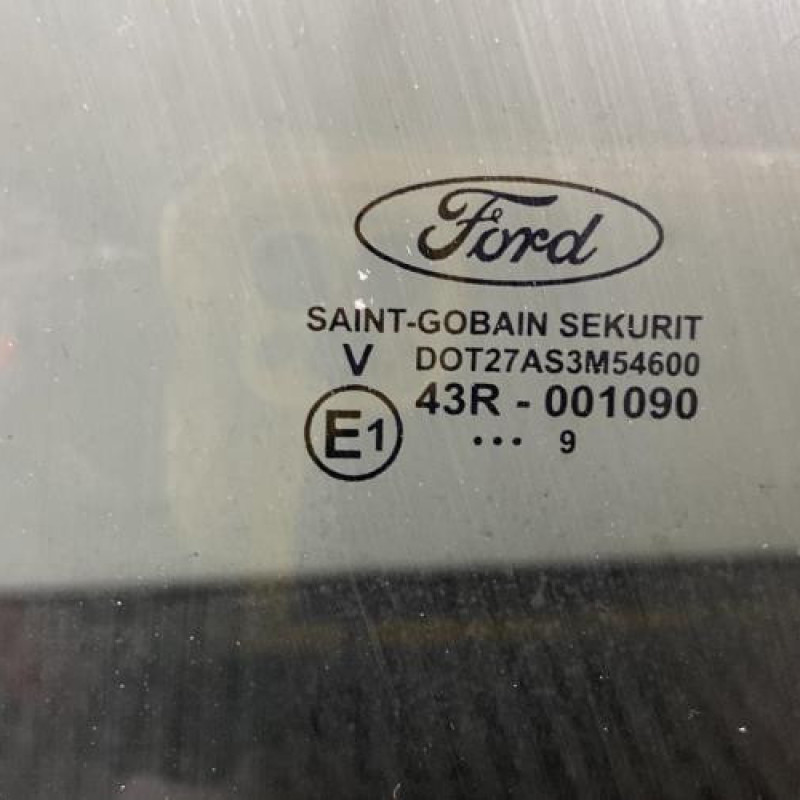 Ford
SAINT-GOBAIN SEKURIT
V DOT27AS3M54600
E1 43R - 001090
... 9